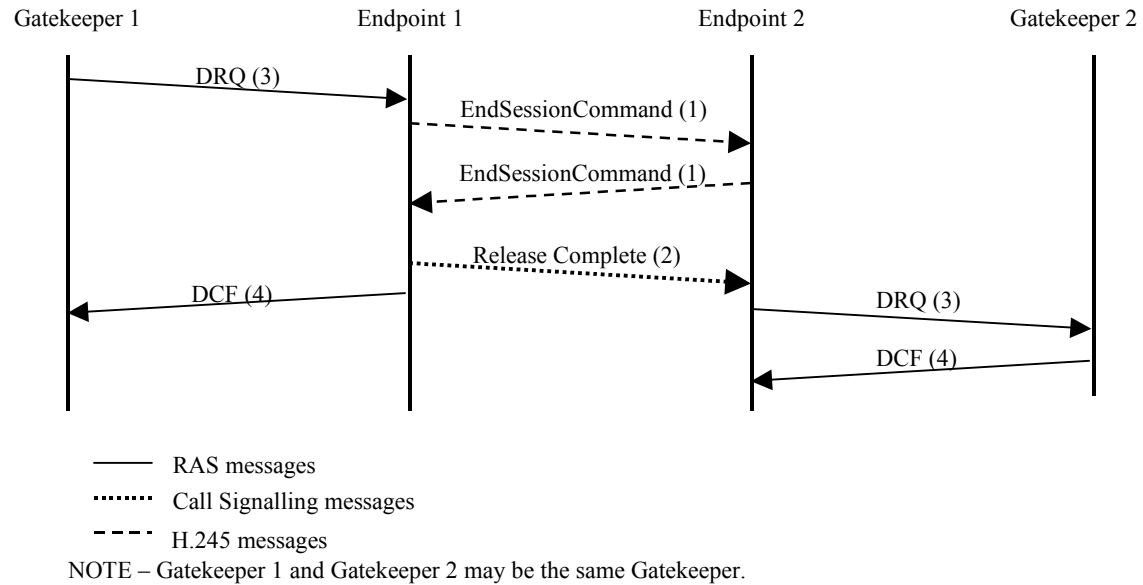 Gatekeeper 1 Endpoint 1 Endpoint 2 Gatekeeper 2
DRQ (3)
EndSessionCommand (1)
EndSessionCommand (1)
Release Complete (2)
DCF (4)
DRQ (3)
DCF (4)
RAS messages
Call Signalling messages
H.245 messages
NOTE – Gatekeeper 1 and Gatekeeper 2 may be the same Gatekeeper.